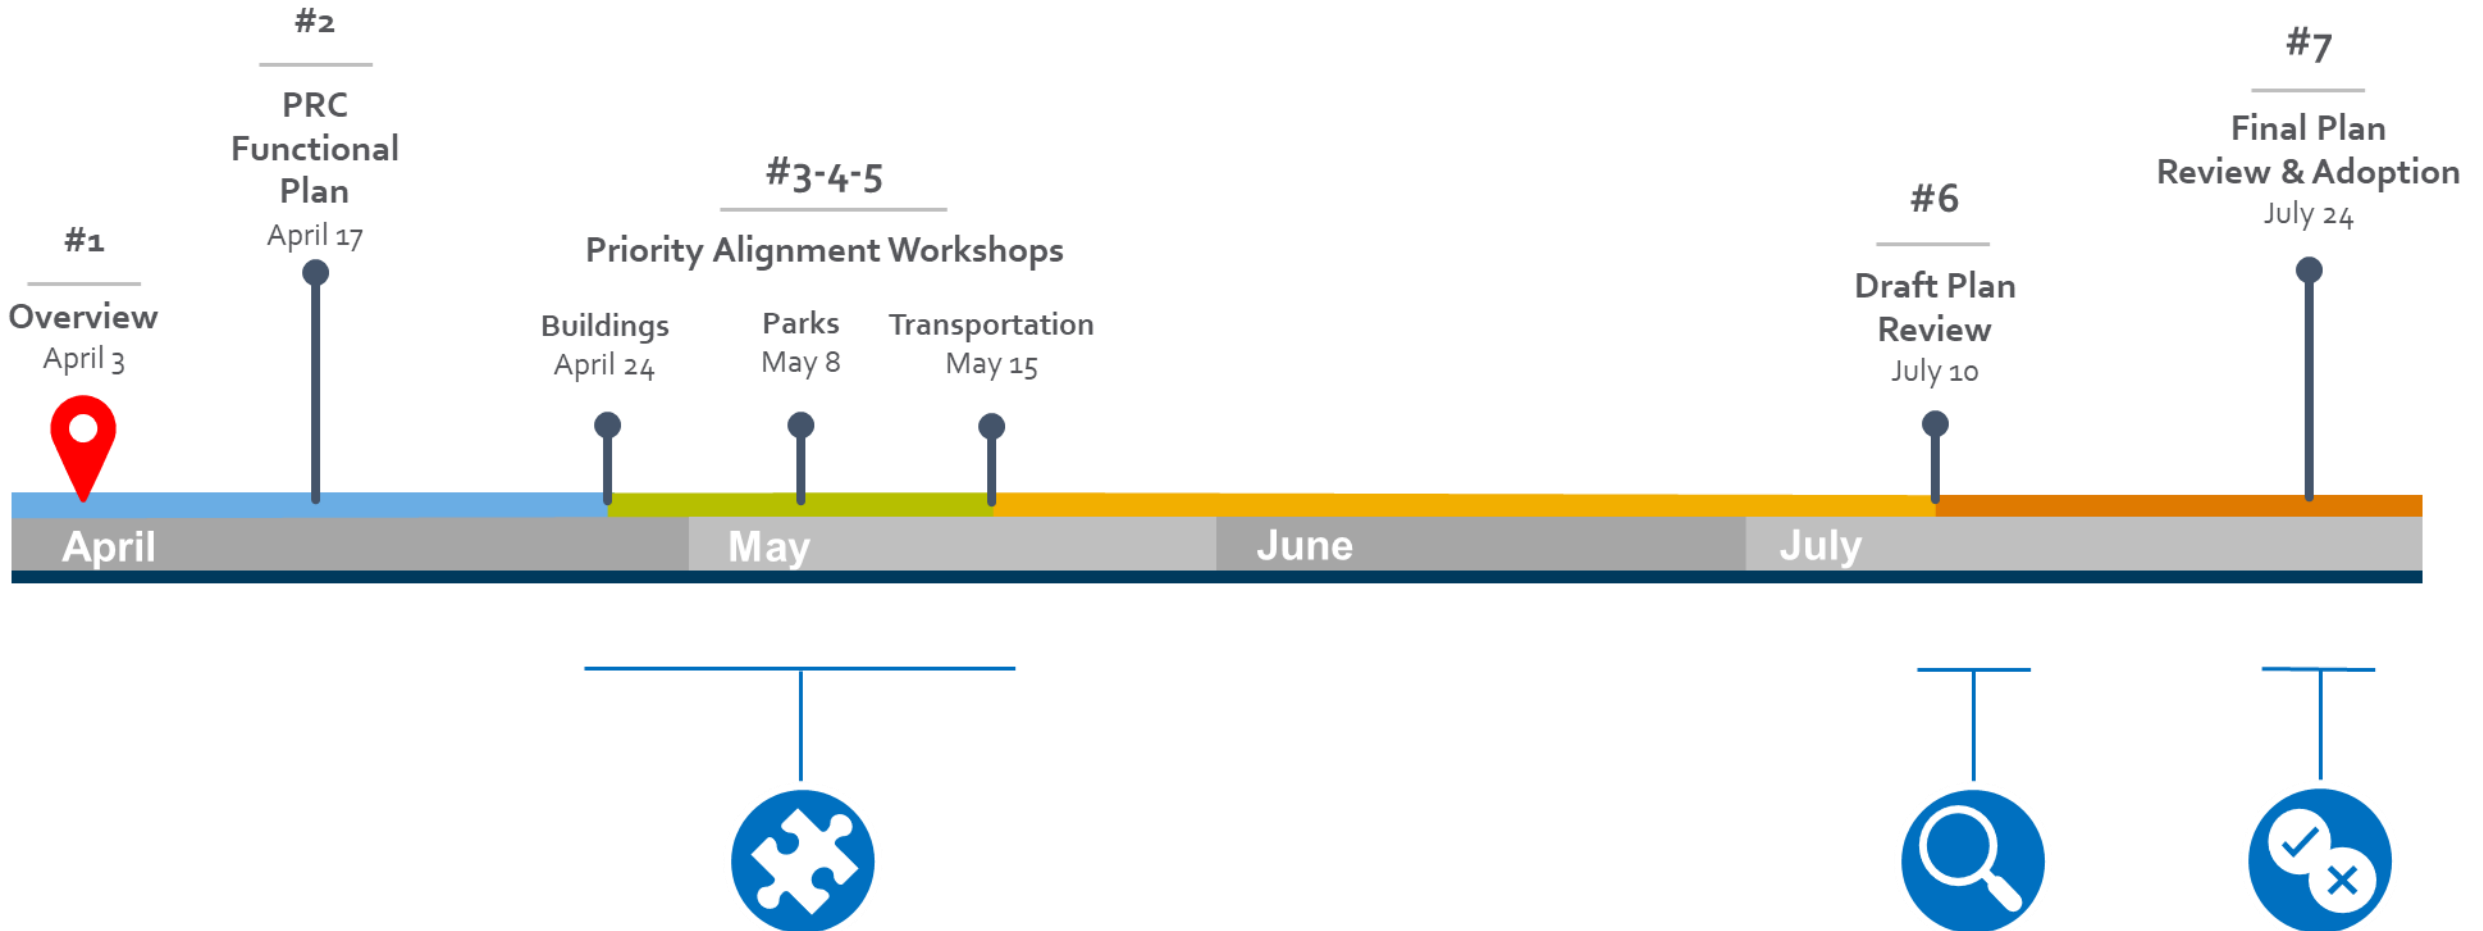 #1
Overview
April 3
#2
PRC
Functional
Plan
April 17
#3-4-5
Priority Alignment Workshops
Buildings
April 24
Parks
May 8
Transportation
May 15
#6
Draft Plan
Review
July 10
#7
Final Plan
Review & Adoption
July 24
April
May
June
July